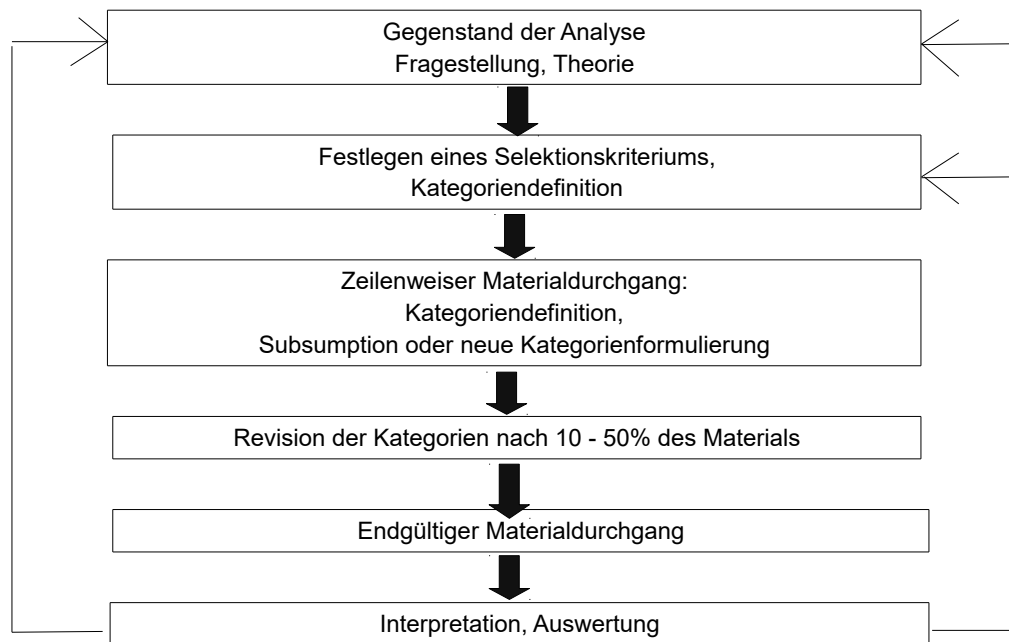 Gegenstand der Analyse
Fragestellung, Theorie
Festlegen eines Selektionskriteriums,
Kategoriendefinition
Zeilenweiser Materialdurchgang:
Kategoriendefinition,
Subsumption oder neue Kategorienformulierung
Revision der Kategorien nach 10 - 50% des Materials
Endgültiger Materialdurchgang
Interpretation, Auswertung